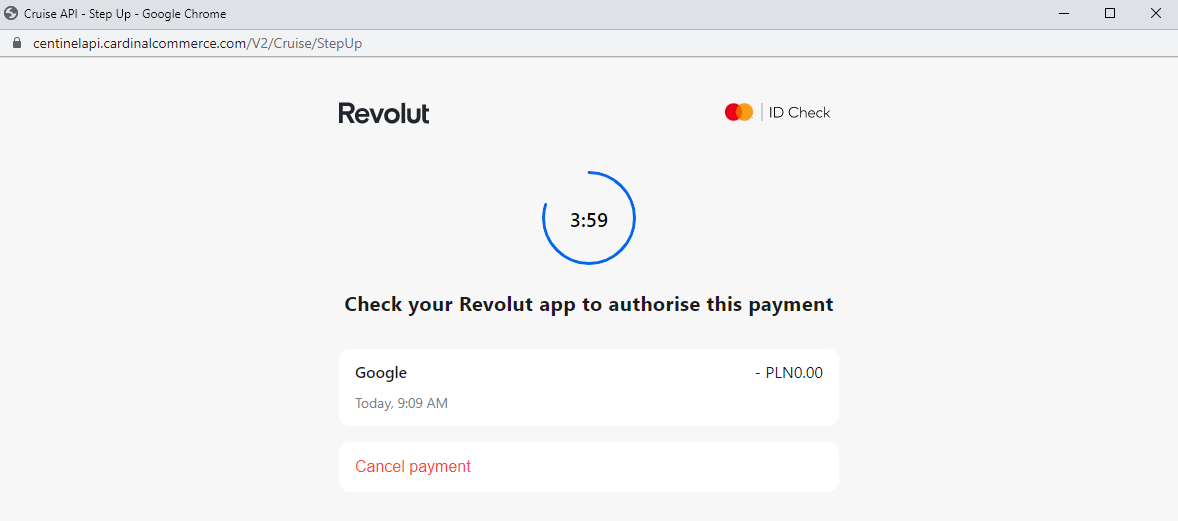 Cruise API - Step Up - Google Chrome
centinelapi.cardinalcommerce.com/V2/Cruise/StepUp
Revolut ID Check
3:59
Check your Revolut app to authorise this payment
Google - PLN0.00
Today, 9:09 AM
Cancel payment